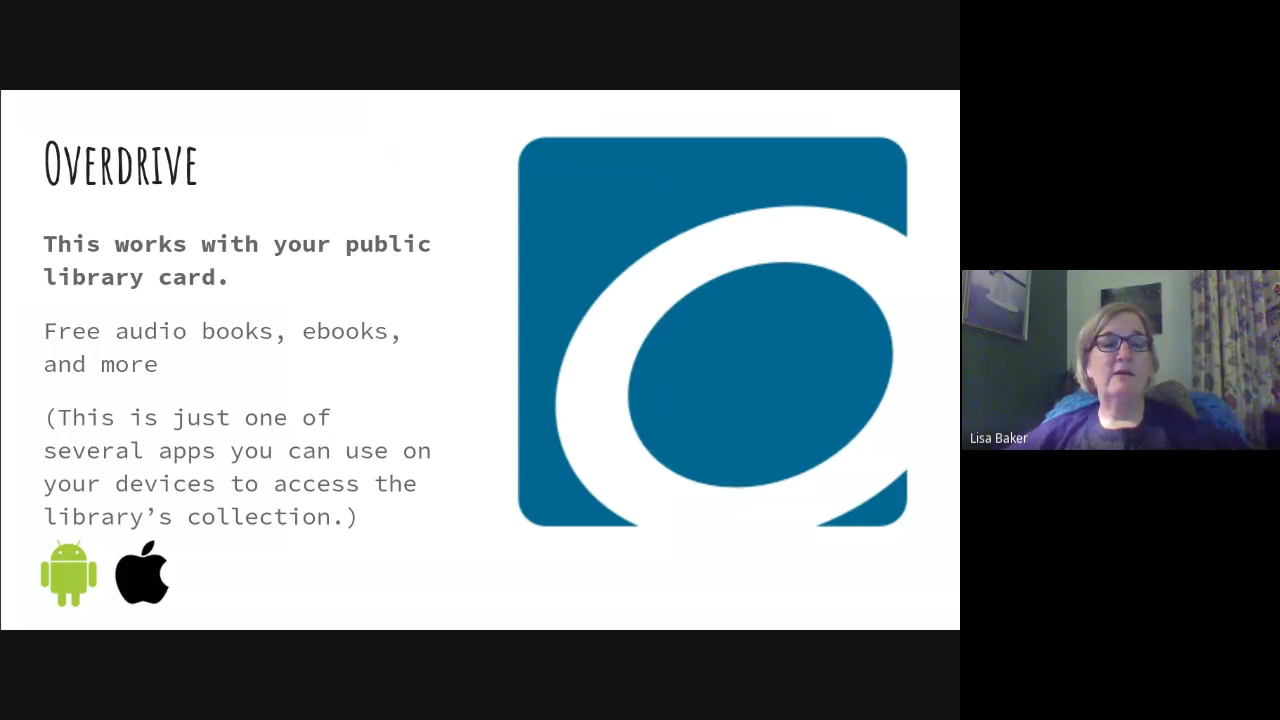 Overdrive
This works with your public
library card.
Free audio books, ebooks,
and more
(This is just one of
several apps you can use on
your devices to access the
library’s collection.)
Lisa Baker